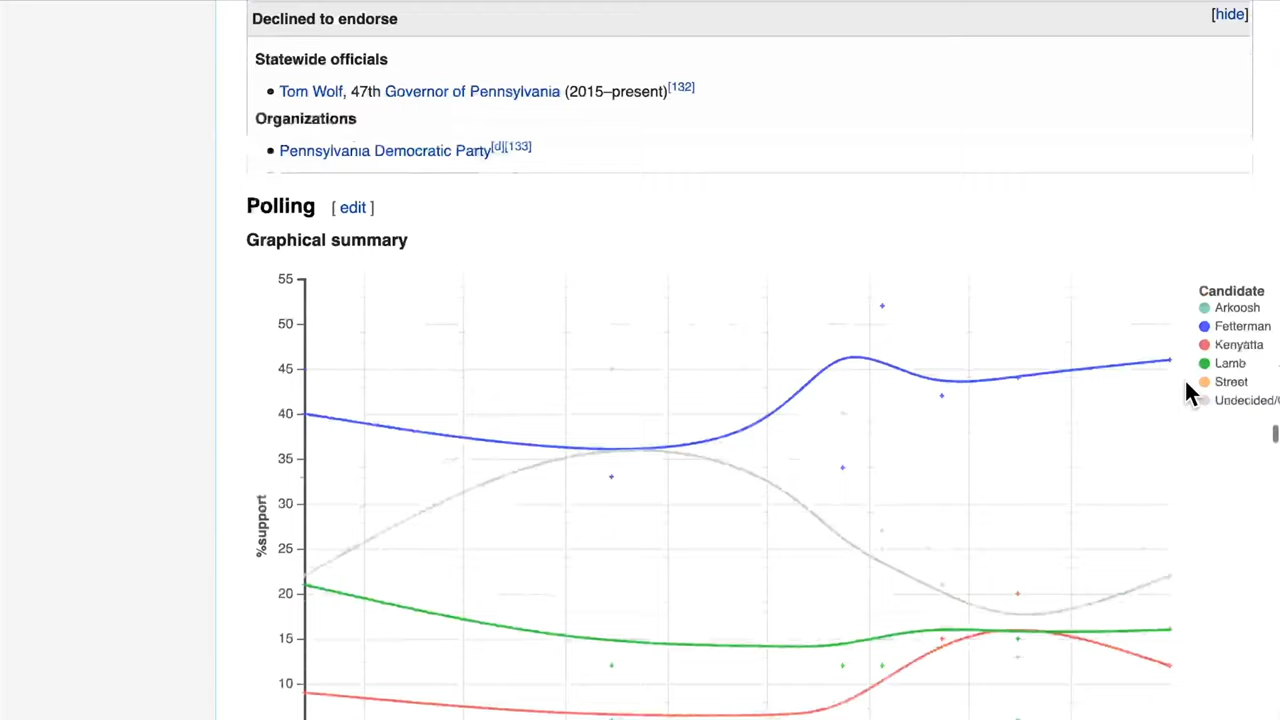 Declined to endorse [hide]
Statewide officials
• Tom Wolf, 47th Governor of Pennsylvania (2015–present)[132]
Organizations
• Pennsylvania Democratic Party[d][133]
Polling [ edit ]
Graphical summary
55
50
45
40
35
30
25
20
15
10
%support
Candidate
Arkoosh
Fetterman
Kenyatta
Lamb
Street
Undecided/